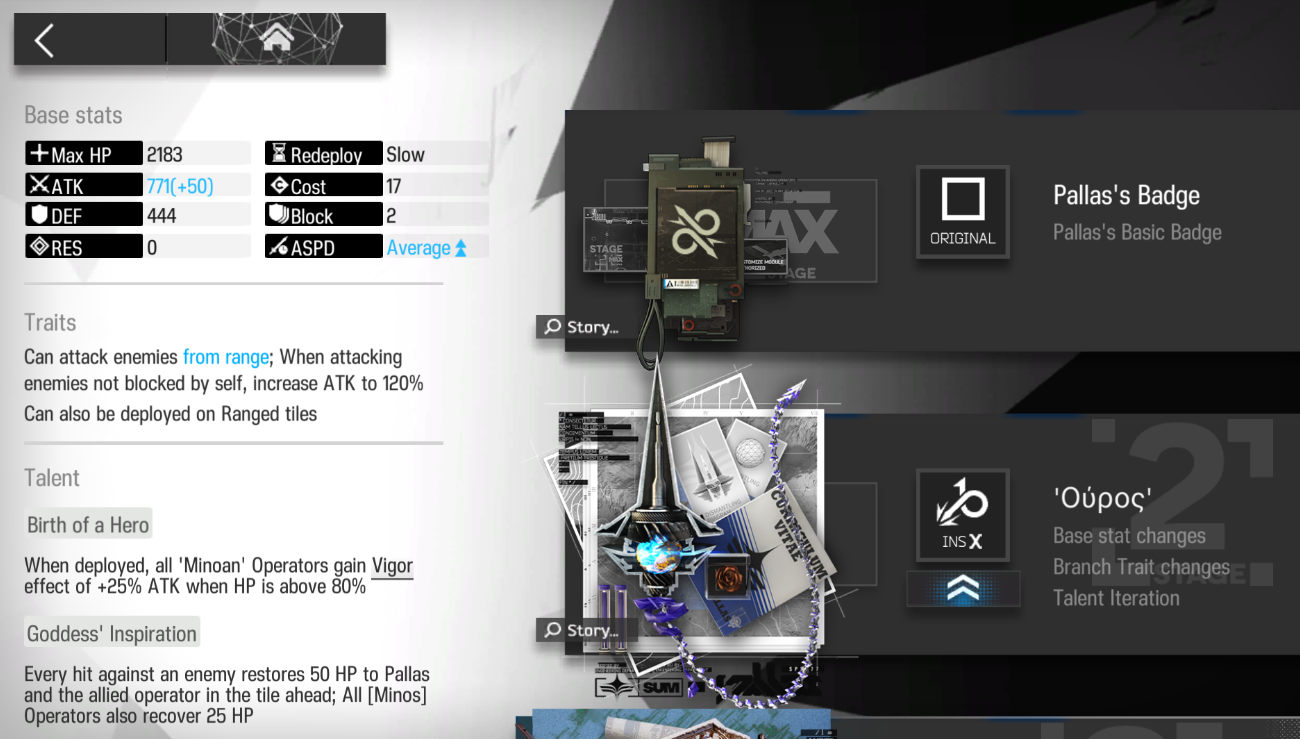 Base stats
Max HP 2183
Redeploy Slow
ATK 771(+50)
Cost 17
DEF 444
Block 2
RES 0
ASPD Average
Traits
Can attack enemies from range; When attacking
enemies not blocked by self, increase ATK to 120%
Can also be deployed on Ranged tiles
Talent
Birth of a Hero
When deployed, all 'Minoan' Operators gain Vigor
effect of +25% ATK when HP is above 80%
Goddess' Inspiration
Every hit against an enemy restores 50 HP to Pallas
and the allied operator in the tile ahead; All [Minos]
Operators also recover 25 HP
STAGE
MAX
STAGE
ORIGINAL
Pallas's Badge
Pallas's Basic Badge
Story...
CURRICULUM
VITAE
INS X
'Ούρος'
Base stat changes
Branch Trait changes
Talent Iteration
2
STAGE
Story...
SUM